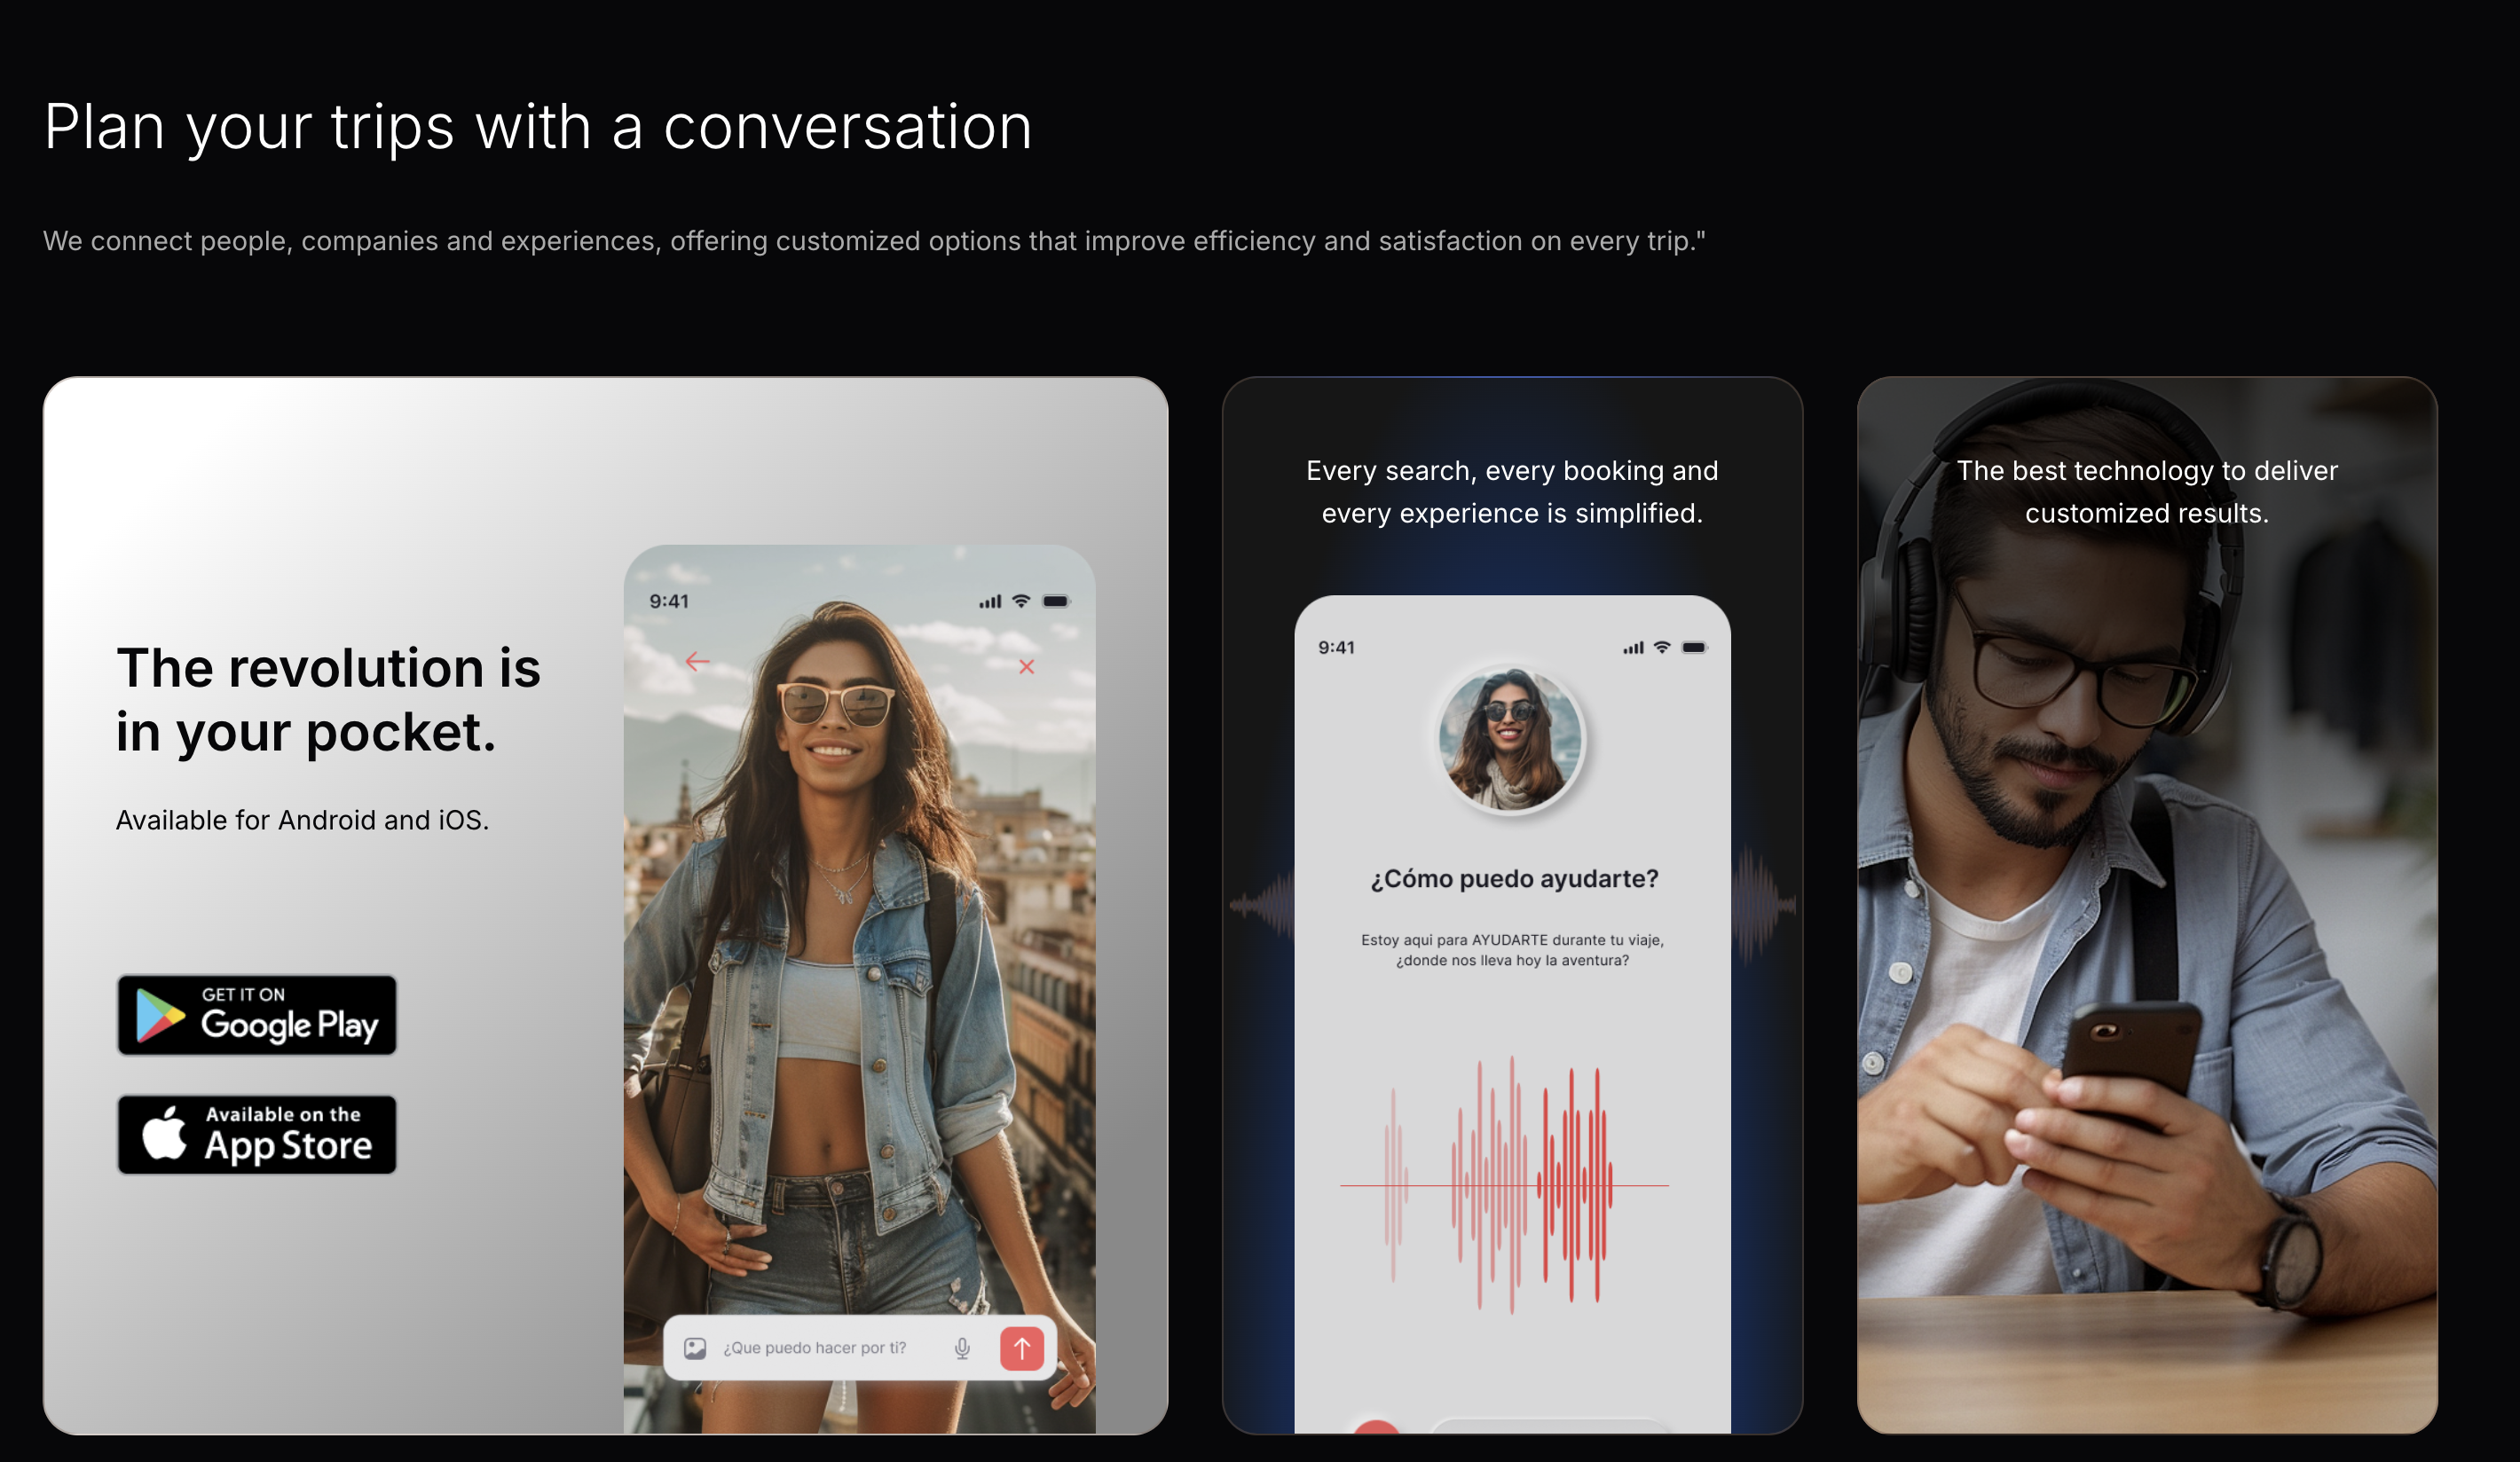 Plan your trips with a conversation
We connect people, companies and experiences, offering customized options that improve efficiency and satisfaction on every trip."
The revolution is
in your pocket.
Available for Android and iOS.
GET IT ON
Google Play
Available on the
App Store
9:41
¿Que puedo hacer por ti?
Every search, every booking and
every experience is simplified.
9:41
¿Cómo puedo ayudarte?
Estoy aqui para AYUDARTE durante tu viaje,
¿donde nos lleva hoy la aventura?
The best technology to deliver
customized results.